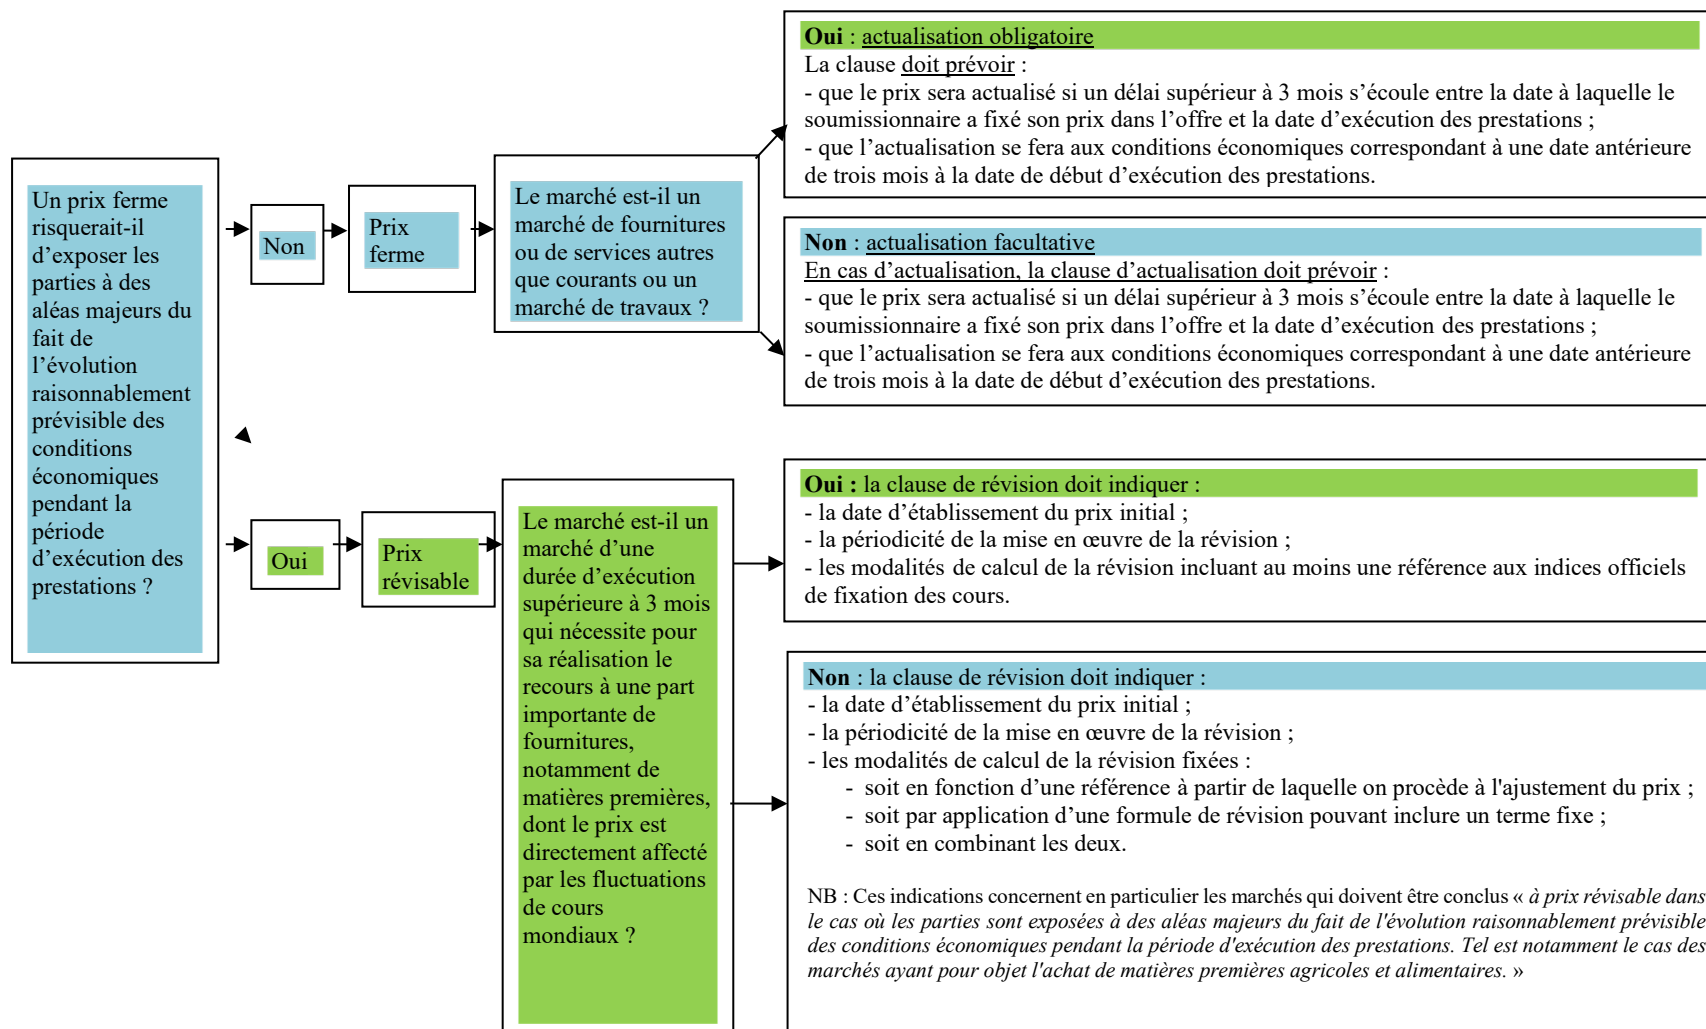 Un prix ferme
risquerait-il
d’exposer les
parties à des
aléas majeurs du
fait de
l’évolution
raisonnablement
prévisible des
conditions
économiques
pendant la
période
d’exécution des
prestations ?
Non
Prix
ferme
Le marché est-il un
marché de fournitures
ou de services autres
que courants ou un
marché de travaux ?
Oui : actualisation obligatoire
La clause doit prévoir :
- que le prix sera actualisé si un délai supérieur à 3 mois s’écoule entre la date à laquelle le
soumissionnaire a fixé son prix dans l’offre et la date d’exécution des prestations ;
- que l’actualisation se fera aux conditions économiques correspondant à une date antérieure
de trois mois à la date de début d’exécution des prestations.
Non : actualisation facultative
En cas d’actualisation, la clause d’actualisation doit prévoir :
- que le prix sera actualisé si un délai supérieur à 3 mois s’écoule entre la date à laquelle le
soumissionnaire a fixé son prix dans l’offre et la date d’exécution des prestations ;
- que l’actualisation se fera aux conditions économiques correspondant à une date antérieure
de trois mois à la date de début d’exécution des prestations.
Oui
Prix
révisable
Le marché est-il un
marché d’une
durée d’exécution
supérieure à 3 mois
qui nécessite pour
sa réalisation le
recours à une part
importante de
fournitures,
notamment de
matières premières,
dont le prix est
directement affecté
par les fluctuations
de cours
mondiaux ?
Oui : la clause de révision doit indiquer :
- la date d’établissement du prix initial ;
- la périodicité de la mise en œuvre de la révision ;
- les modalités de calcul de la révision incluant au moins une référence aux indices officiels
de fixation des cours.
Non : la clause de révision doit indiquer :
- la date d’établissement du prix initial ;
- la périodicité de la mise en œuvre de la révision ;
- les modalités de calcul de la révision fixées :
- soit en fonction d’une référence à partir de laquelle on procède à l'ajustement du prix ;
- soit par application d’une formule de révision pouvant inclure un terme fixe ;
- soit en combinant les deux.
NB : Ces indications concernent en particulier les marchés qui doivent être conclus « à prix révisable dans
le cas où les parties sont exposées à des aléas majeurs du fait de l'évolution raisonnablement prévisible
des conditions économiques pendant la période d'exécution des prestations. Tel est notamment le cas des
marchés ayant pour objet l'achat de matières premières agricoles et alimentaires. »